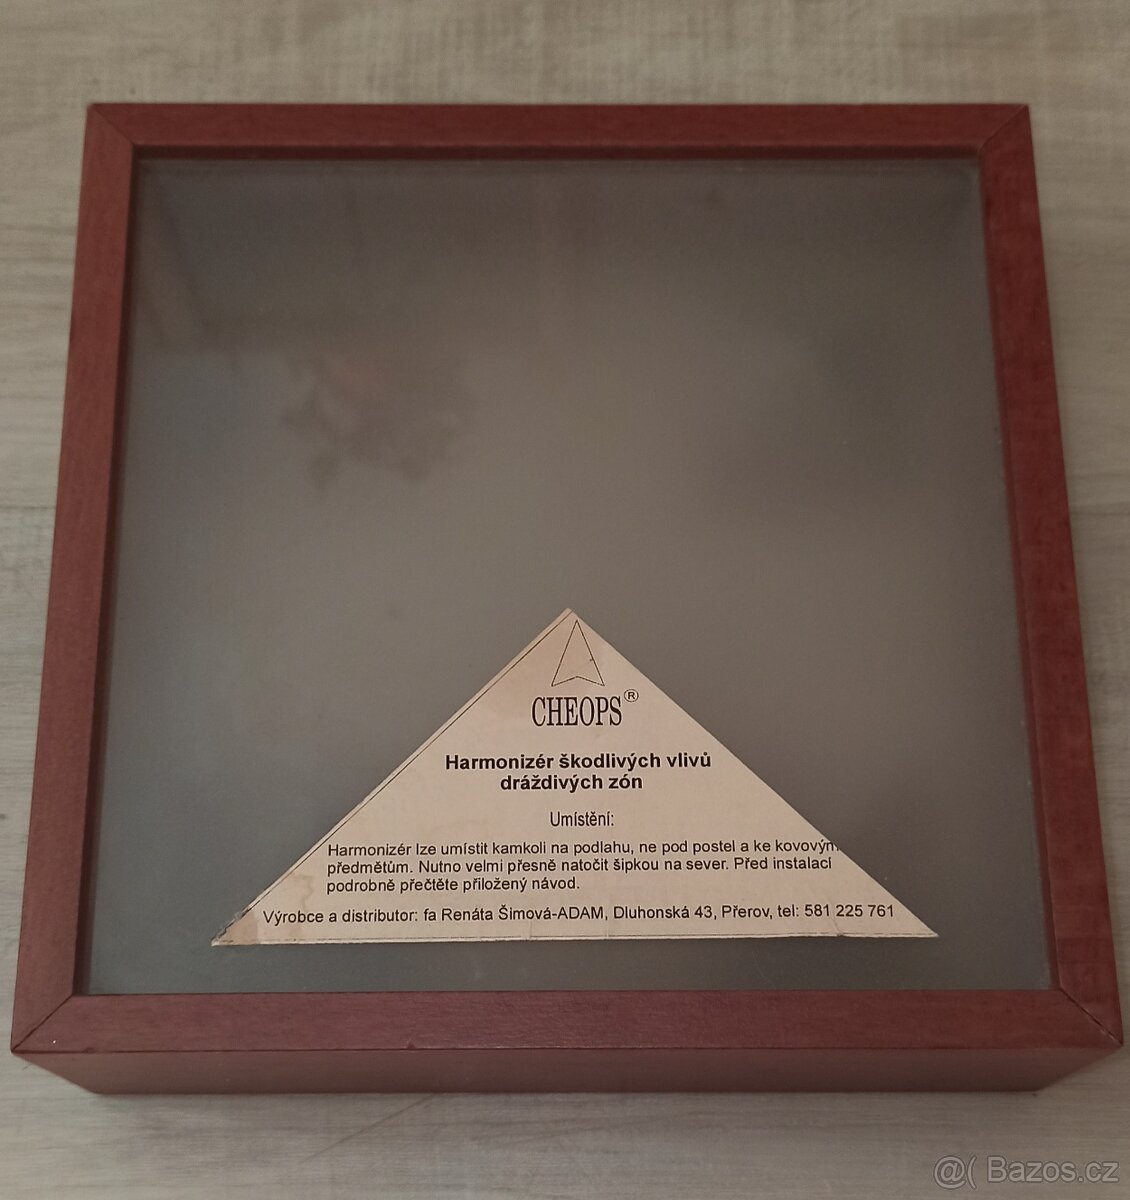 CHEOPS®
Harmonizér škodlivých vlivů
dráždivých zón
Umístění:
Harmonizér lze umístit kamkoli na podlahu, ne pod postel a ke kovovým
předmětům. Nutno velmi přesně natočit šipkou na sever. Před instalací
podrobně přečtěte přiložený návod.
Výrobce a distributor: fa Renáta Šimová-ADAM, Dluhonská 43, Přerov, tel: 581 225 761
@( Bazos.cz